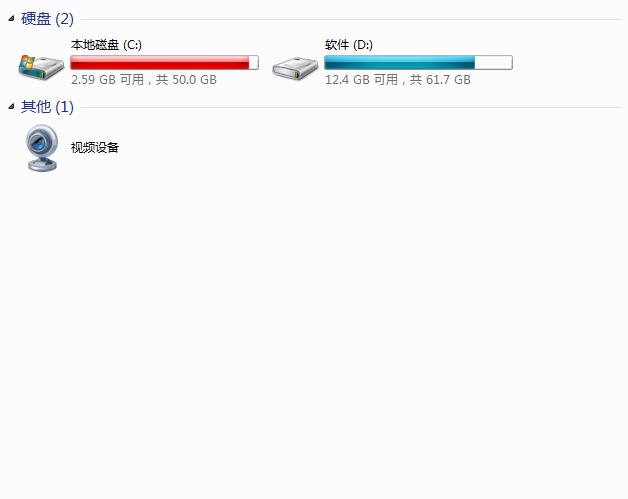 硬盘 (2)
本地磁盘 (C:)
2.59 GB 可用，共 50.0 GB
软件 (D:)
12.4 GB 可用，共 61.7 GB
其他 (1)
视频设备